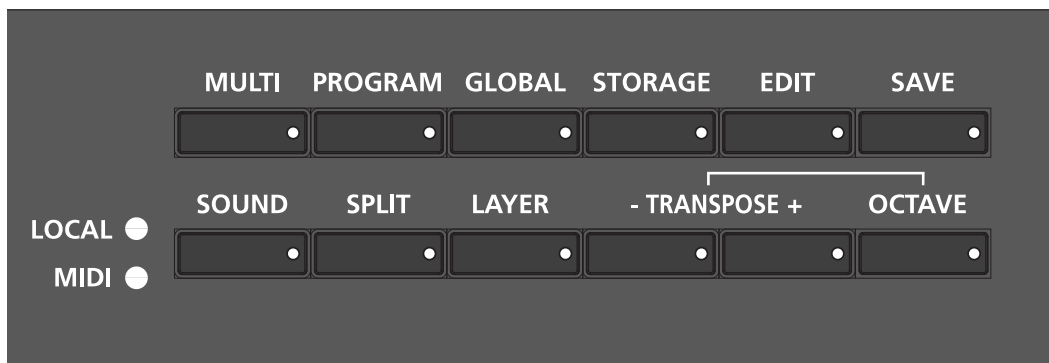 MULTI PROGRAM GLOBAL STORAGE EDIT SAVE
SOUND SPLIT LAYER - TRANSPOSE + OCTAVE
LOCAL
MIDI